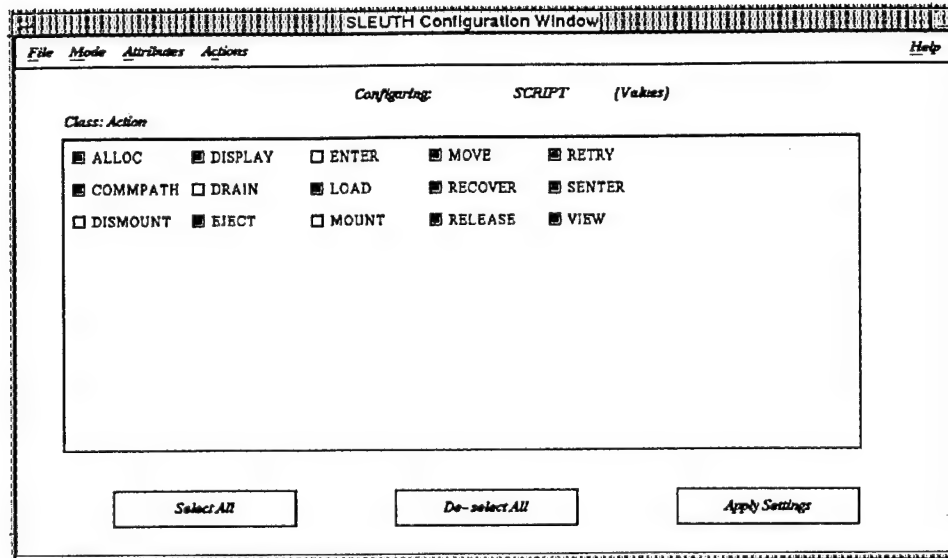 SLEUTH Configuration Window
File Mode Attributes Actions Help
Configuring: SCRIPT (Values)
Class: Action
ALLOC DISPLAY ENTER MOVE RETRY
COMMPATH DRAIN LOAD RECOVER SENTER
DISMOUNT EJECT MOUNT RELEASE VIEW
Select All De-select All Apply Settings